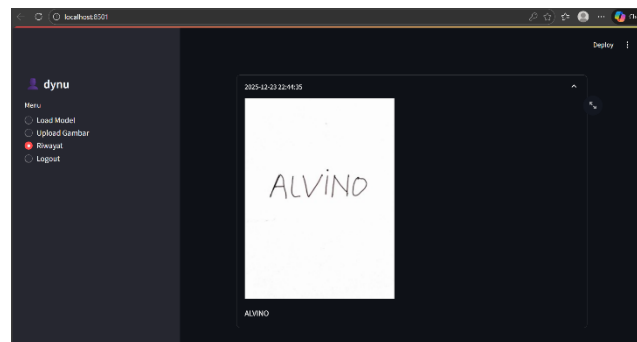 localhost:8501
Deploy
dynu
Menu
Load Model
Upload Gambar
Riwayat
Logout
2025-12-23 22:44:35
ALViNO
ALVINO